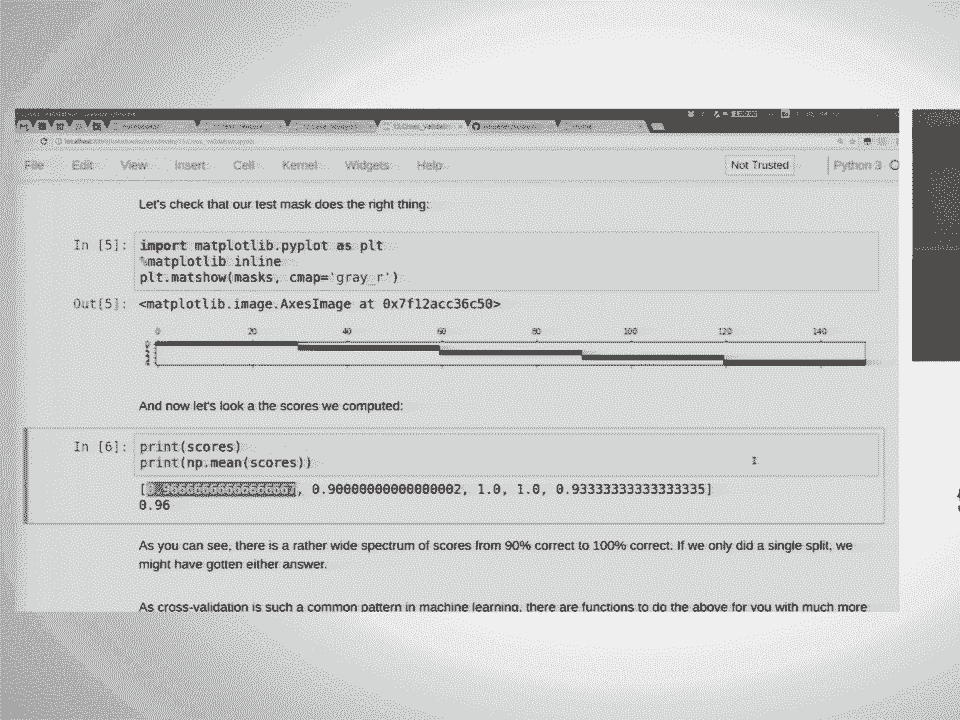 File Edit View Insert Cell Kernel Widgets Help Not Trusted Python 3
Let's check that our test mask does the right thing:
In [5]: import matplotlib.pyplot as plt
%matplotlib inline
plt.matshow(masks, cmap='gray_r')
Out[5]: <matplotlib.image.AxesImage at 0x7f12acc36c50>
0 20 40 60 80 100 120 140
And now let's look a the scores we computed:
In [6]: print(scores)
print(np.mean(scores))
[0.96666666666666667, 0.90000000000000002, 1.0, 1.0, 0.93333333333333335]
0.96
As you can see, there is a rather wide spectrum of scores from 90% correct to 100% correct. If we only did a single split, we
might have gotten either answer.
As cross-validation is such a common pattern in machine learning, there are functions to do the above for you with much more